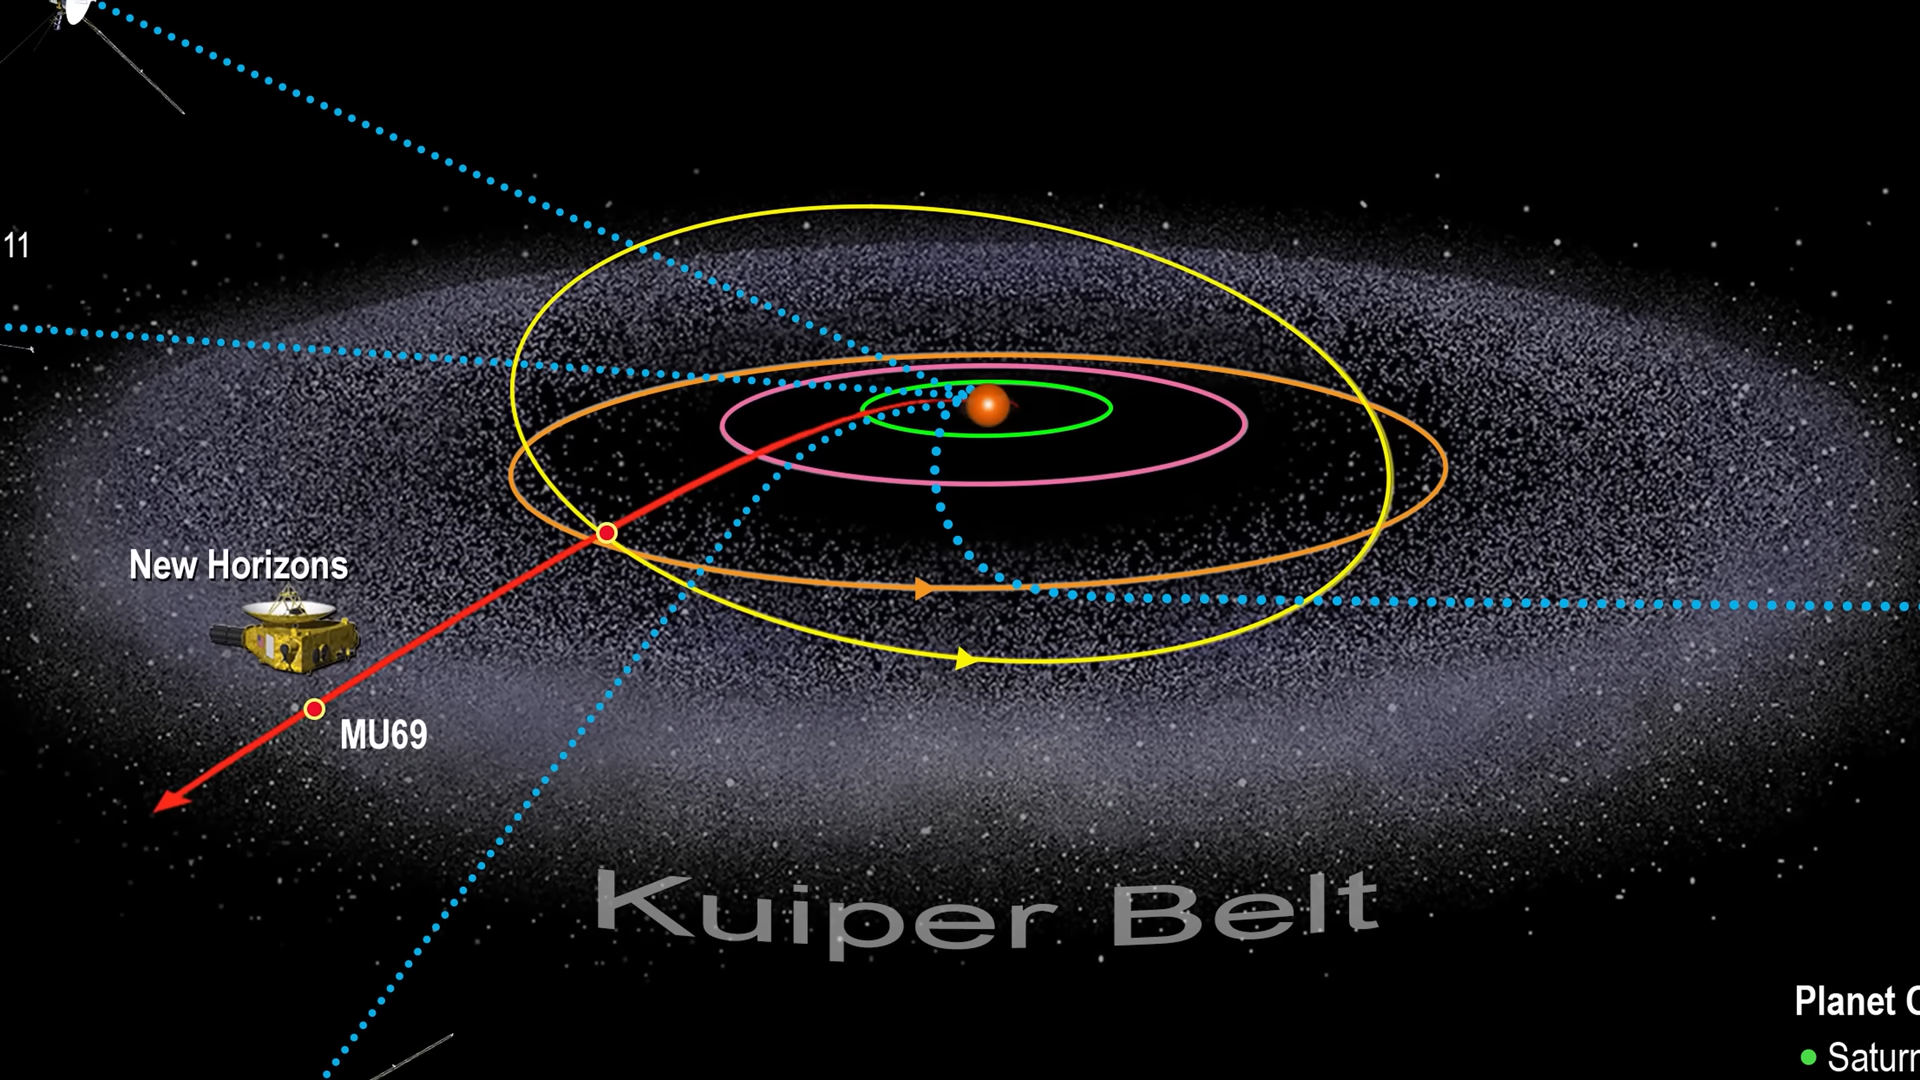 11
New Horizons
MU69
Kuiper Belt
Planet
Saturn